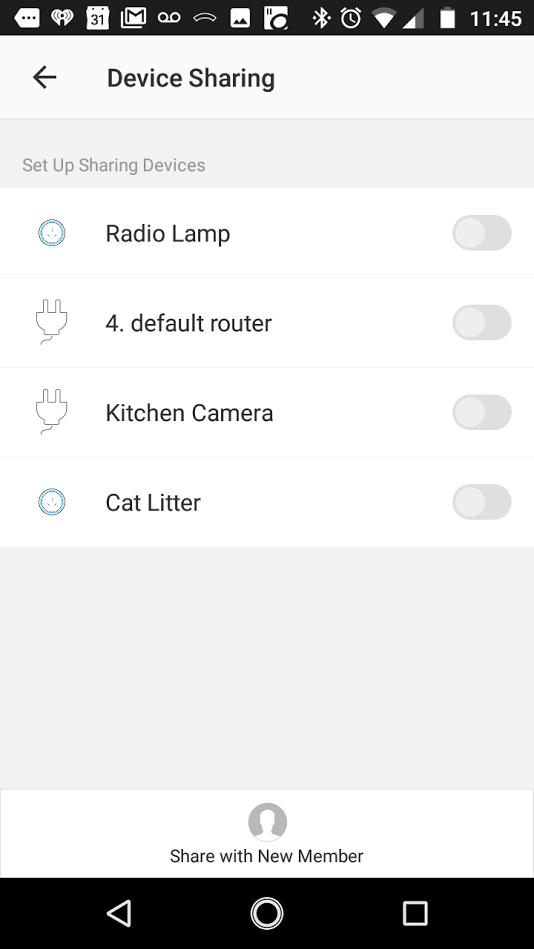 31
11:45
Device Sharing
Set Up Sharing Devices
Radio Lamp
4. default router
Kitchen Camera
Cat Litter
Share with New Member